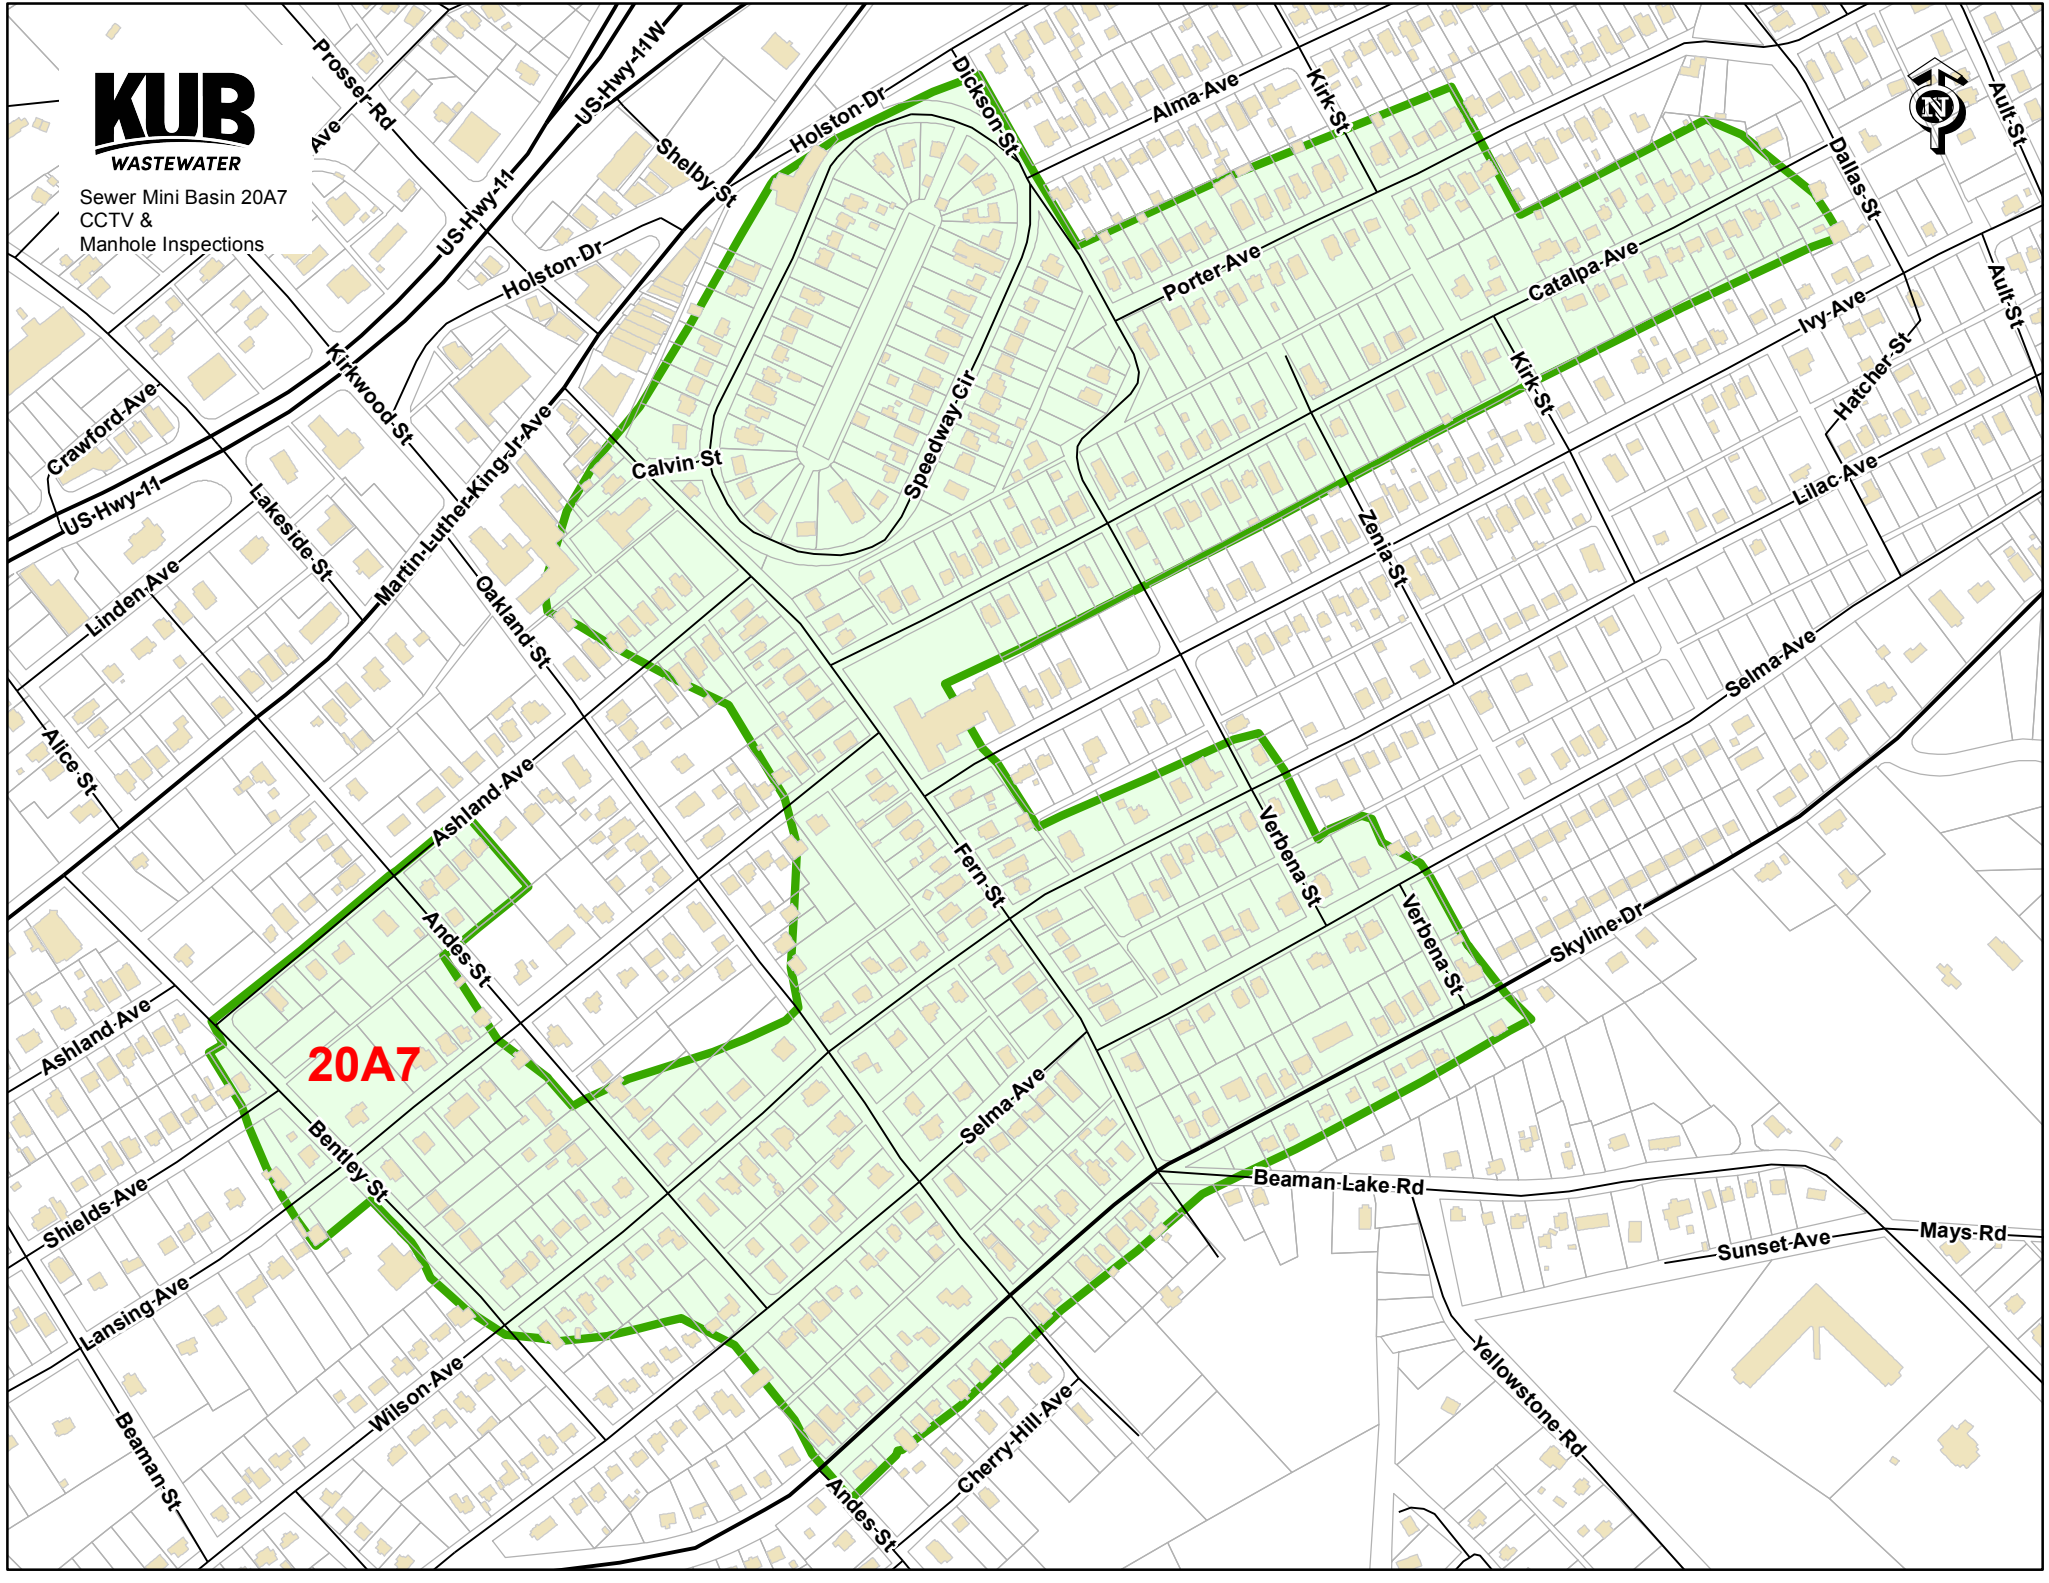 KUB
WASTEWATER
Sewer Mini Basin 20A7
CCTV &
Manhole Inspections
N
Prosser Rd
Ave
US-Hwy-11W
US-Hwy-11
Shelby St
Holston Dr
Dickson St
Alma Ave
Kirk St
Ault St
Dallas St
Holston Dr
Porter Ave
Catalpa Ave
Ivy Ave
Ault St
Hatcher St
Kirkwood St
Crawford Ave
US-Hwy-11
Calvin St
Speedway Cir
Kirk St
Lilac Ave
Lakeside St
Martin Luther King Jr Ave
Zenia St
Linden Ave
Oakland St
Selma Ave
Alice St
Ashland Ave
Fern St
Verbena St
Verbena St
Skyline Dr
Andes St
Ashland Ave
20A7
Selma Ave
Bentley St
Shields Ave
Beaman Lake Rd
Sunset Ave
Mays Rd
Lansing Ave
Wilson Ave
Yellowstone Rd
Cherry Hill Ave
Beaman St
Andes St